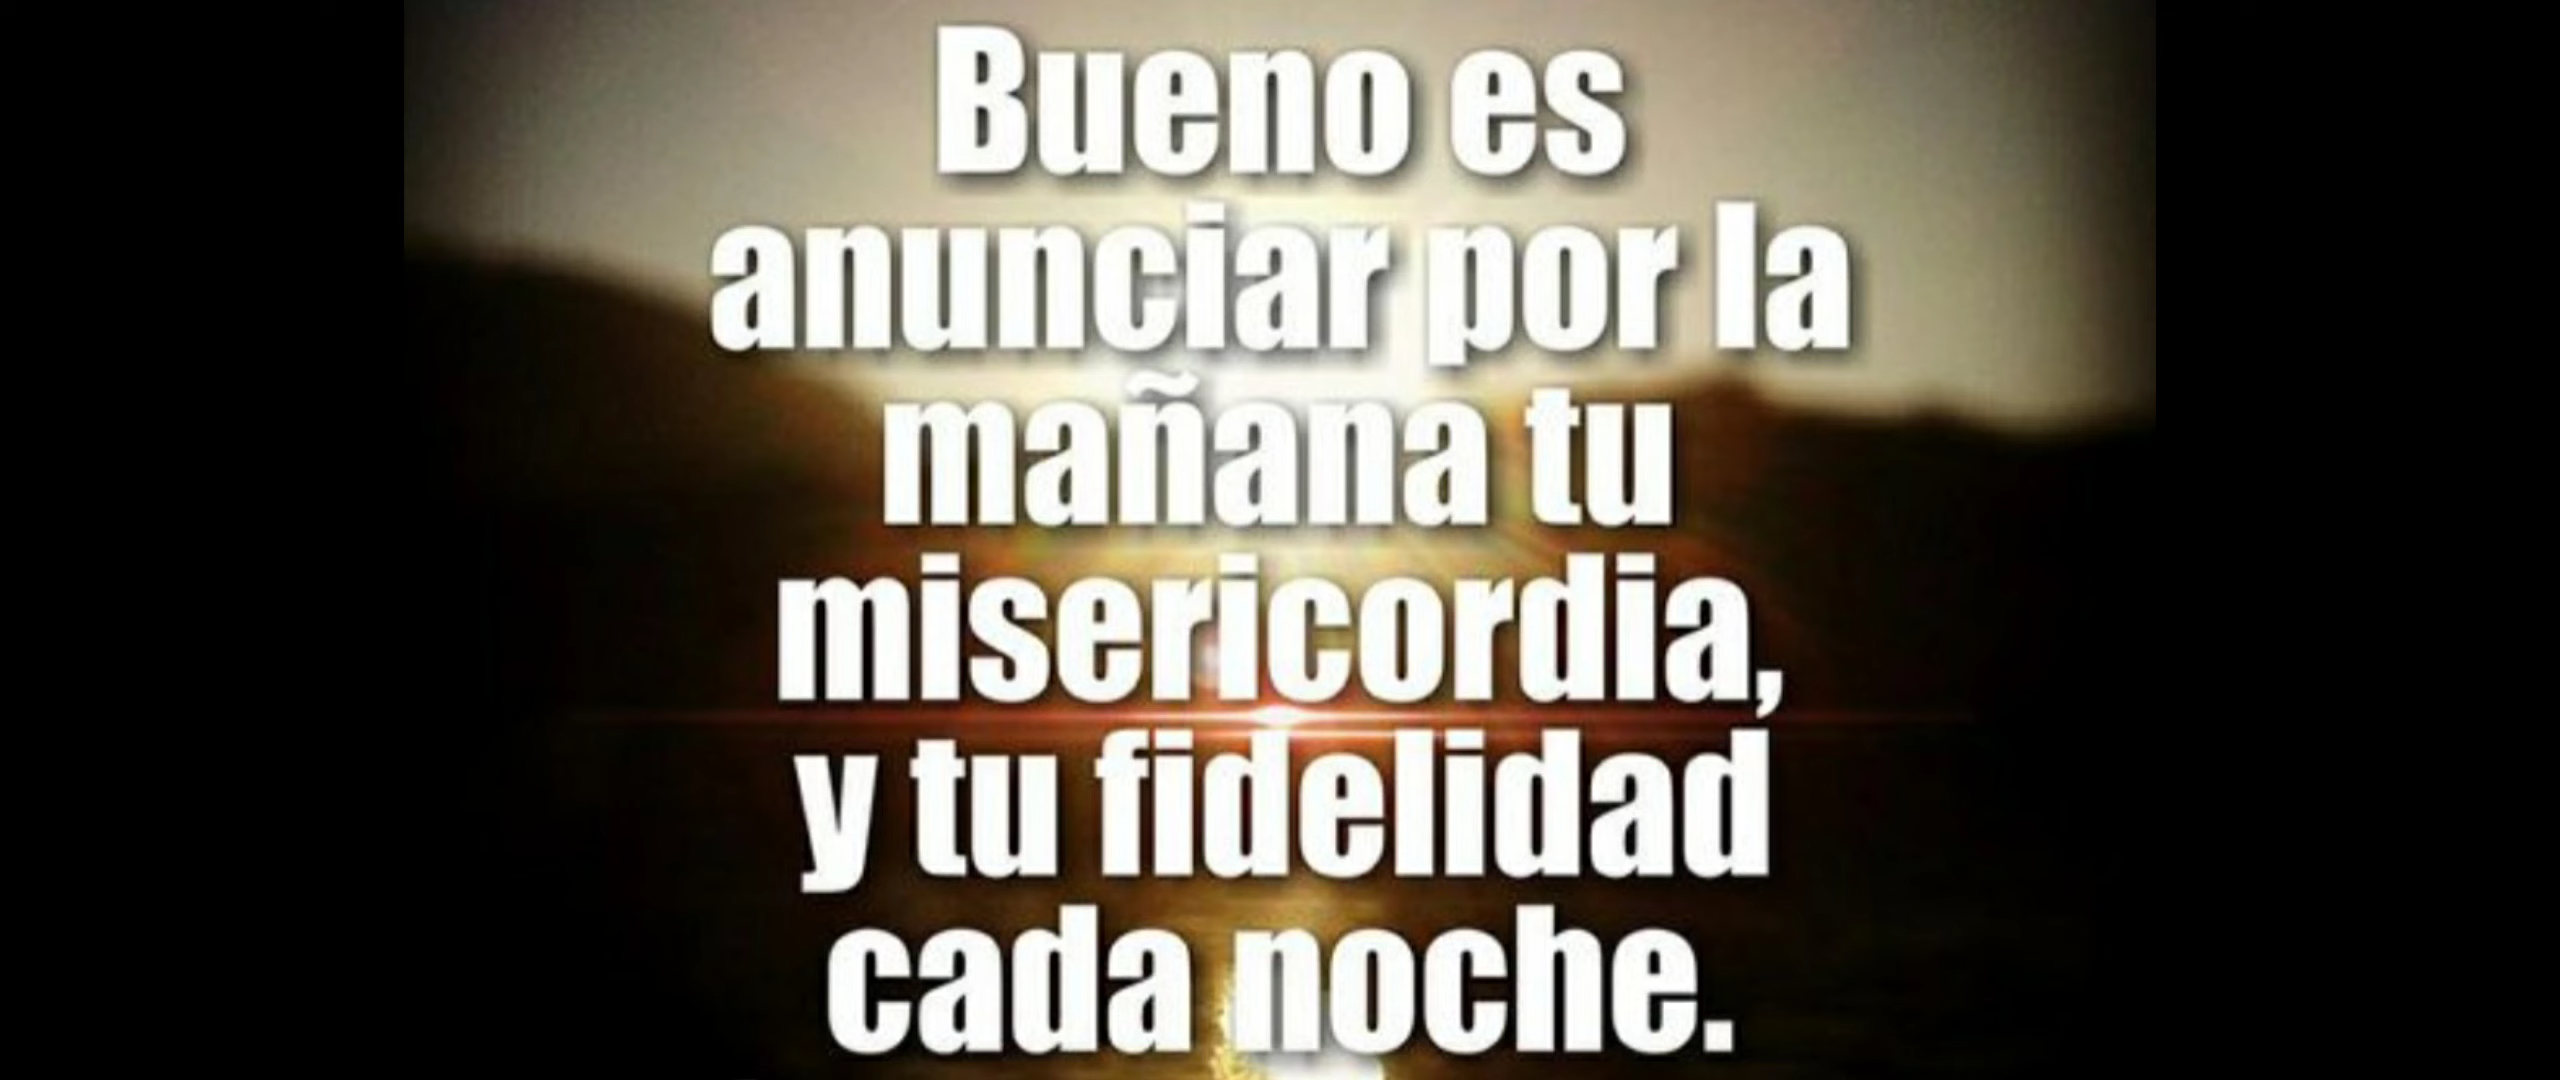 Bueno es
anunciar por la
mañana tu
misericordia,
y tu fidelidad
cada noche.